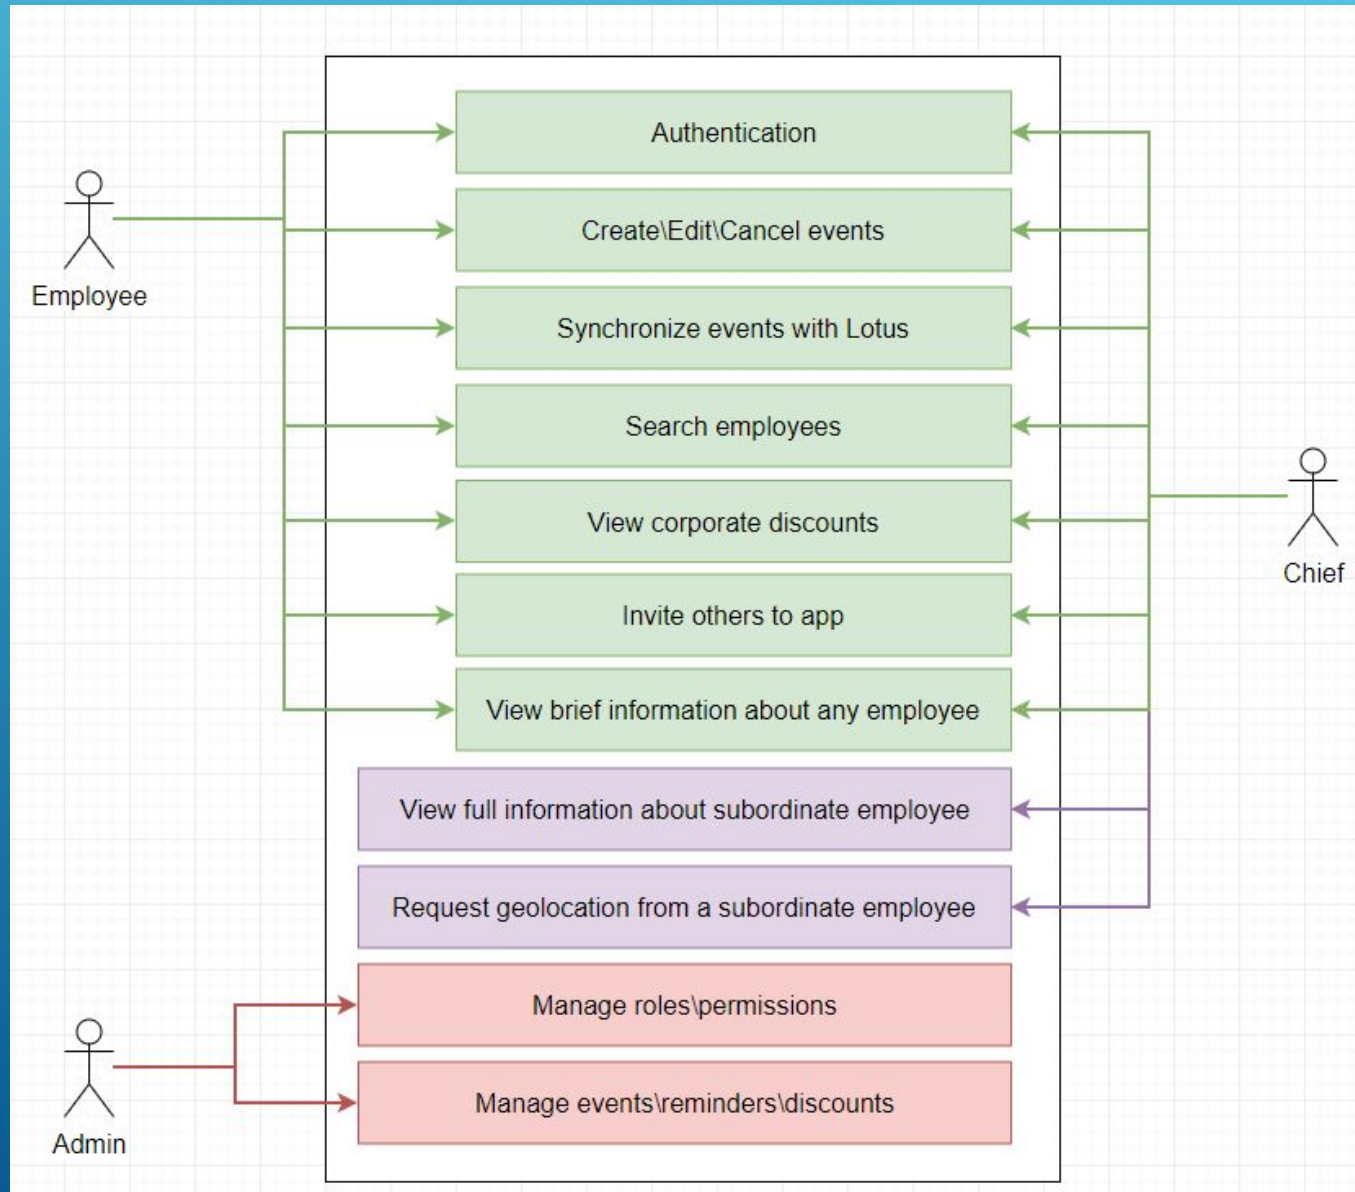 Authentication
Create\Edit\Cancel events
Employee
Synchronize events with Lotus
Search employees
View corporate discounts
Chief
Invite others to app
View brief information about any employee
View full information about subordinate employee
Request geolocation from a subordinate employee
Manage roles\permissions
Manage events\reminders\discounts
Admin